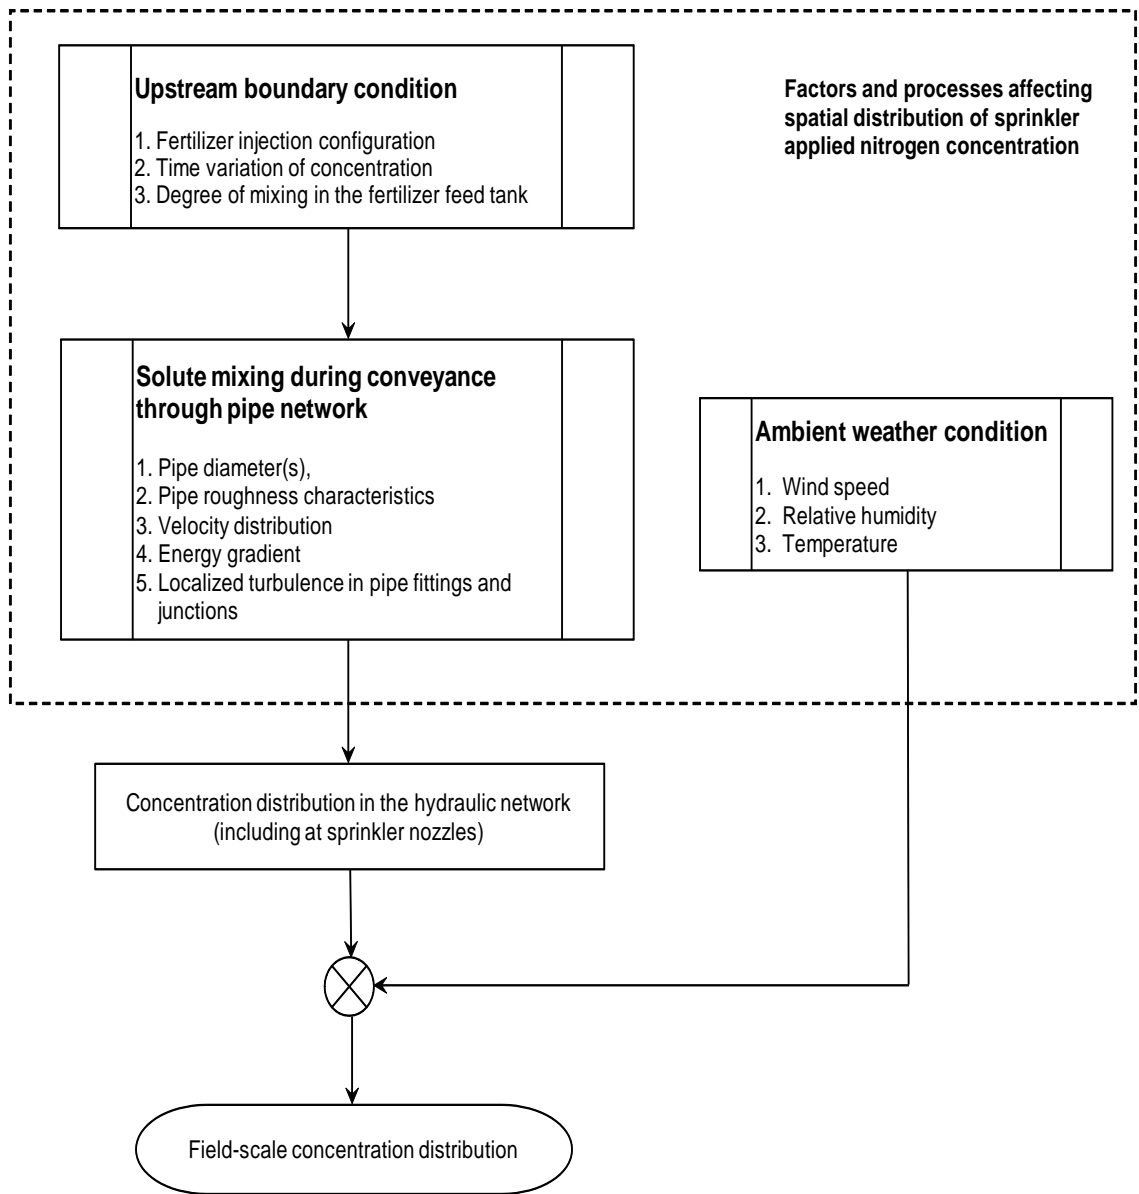 Upstream boundary condition
1. Fertilizer injection configuration
2. Time variation of concentration
3. Degree of mixing in the fertilizer feed tank
Factors and processes affecting
spatial distribution of sprinkler
applied nitrogen concentration
Solute mixing during conveyance
through pipe network
1. Pipe diameter(s),
2. Pipe roughness characteristics
3. Velocity distribution
4. Energy gradient
5. Localized turbulence in pipe fittings and
junctions
Ambient weather condition
1. Wind speed
2. Relative humidity
3. Temperature
Concentration distribution in the hydraulic network
(including at sprinkler nozzles)
Field-scale concentration distribution